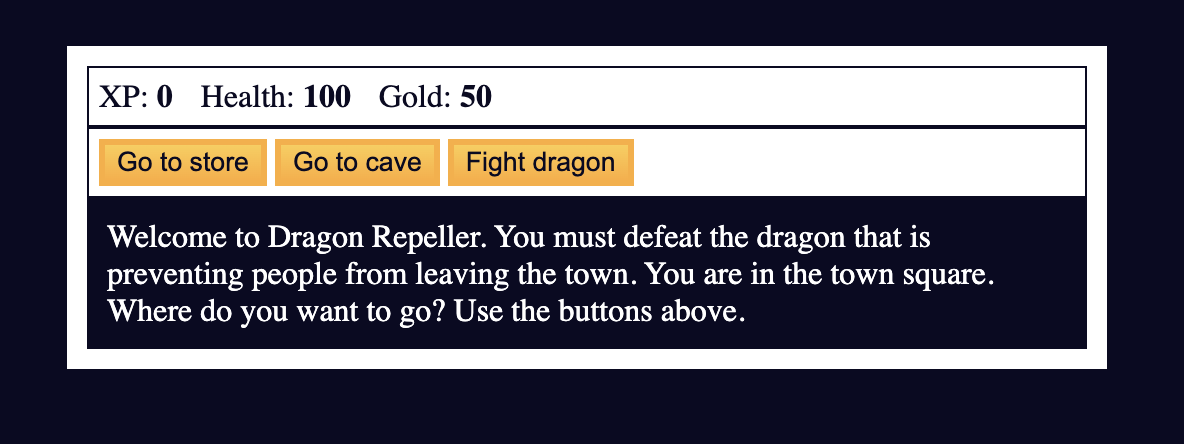 XP: 0 Health: 100 Gold: 50
Go to store Go to cave Fight dragon
Welcome to Dragon Repeller. You must defeat the dragon that is
preventing people from leaving the town. You are in the town square.
Where do you want to go? Use the buttons above.